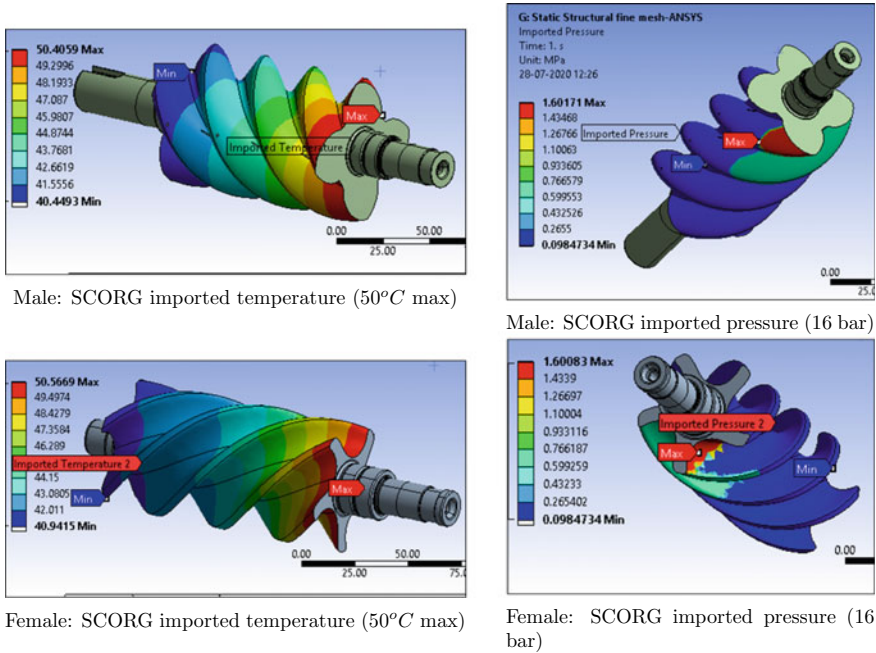 50.4059 Max
49.2996
48.1993
47.087
45.9807
44.8744
43.7681
42.6619
41.5556
40.4493 Min
Min
Max
Imported Temperature
0.00
50.00
25.00
Male: SCORG imported temperature (50°C max)
G: Static Structural fine mesh-ANSYS
Imported Pressure
Time: 1. s
Unit: MPa
28-07-2020 12:26
1.60171 Max
1.43468
1.26766
1.10063
0.933605
0.766579
0.599553
0.432526
0.2655
0.0984734 Min
Imported Pressure
Max
Min
0.00
25.0
Male: SCORG imported pressure (16 bar)
50.5669 Max
49.4974
48.4279
47.3584
46.289
Imported Temperature 2
44.15
43.0805
42.011
40.9415 Min
Min
Max
0.00
50.00
25.00
75.0
Female: SCORG imported temperature (50°C max)
1.60083 Max
1.4339
1.26697
1.10004
0.933116
0.766187
0.599259
0.43233
0.265402
0.0984734 Min
Imported Pressure 2
Max
Min
0.00
Female: SCORG imported pressure (16
bar)